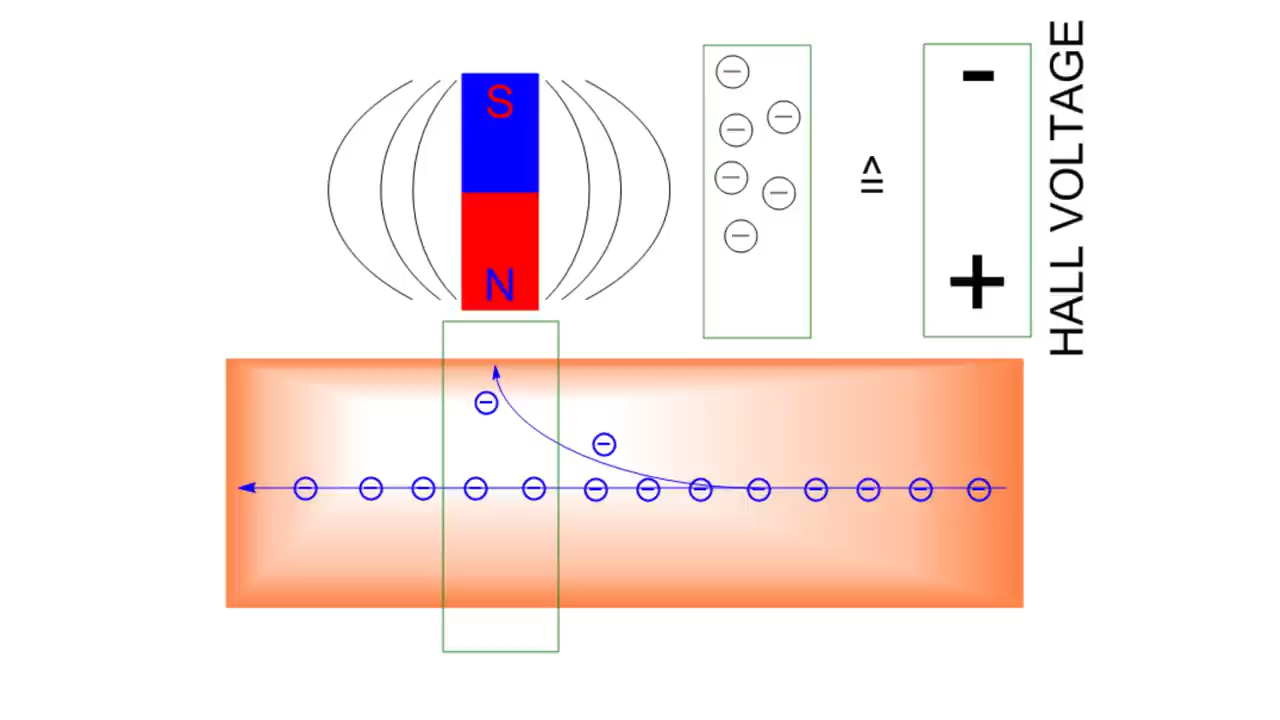 S
N
≙
-
+
HALL VOLTAGE